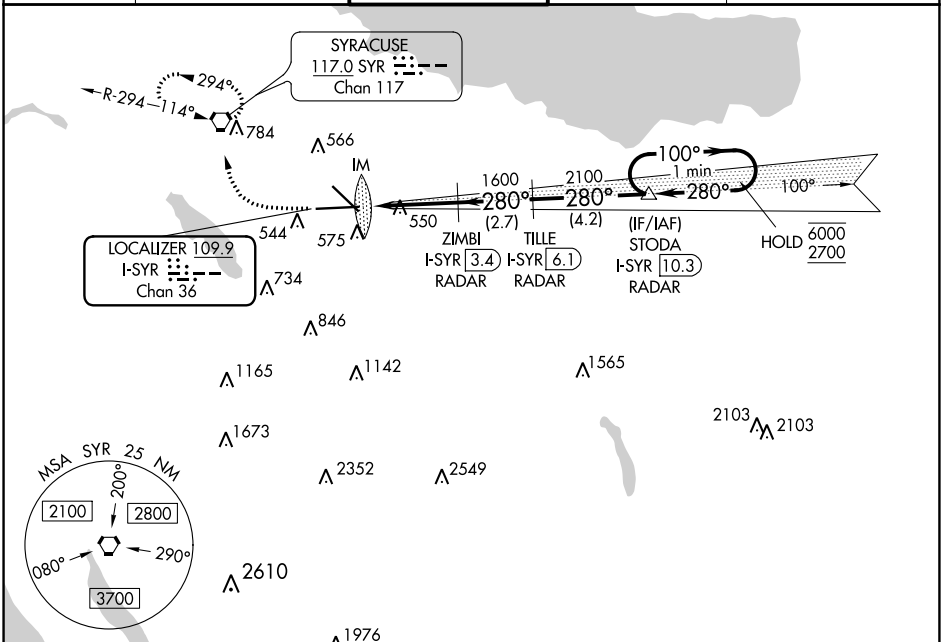 SYRACUSE
117.0 SYR
Chan 117
294°
R-294
114°
784
566
IM
100°
1 min
1600
2100
280°
280°
280°
100°
(2.7)
(4.2)
550
544
575
ZIMBI
I-SYR 3.4
RADAR
TILLE
I-SYR 6.1
RADAR
(IF/IAF)
STODA
I-SYR 10.3
RADAR
HOLD 6000
2700
LOCALIZER 109.9
I-SYR
Chan 36
734
846
1165
1142
1565
1673
2103
2103
2352
2549
MSA SYR 25 NM
200°
2100
2800
080°
290°
3700
2610
1976